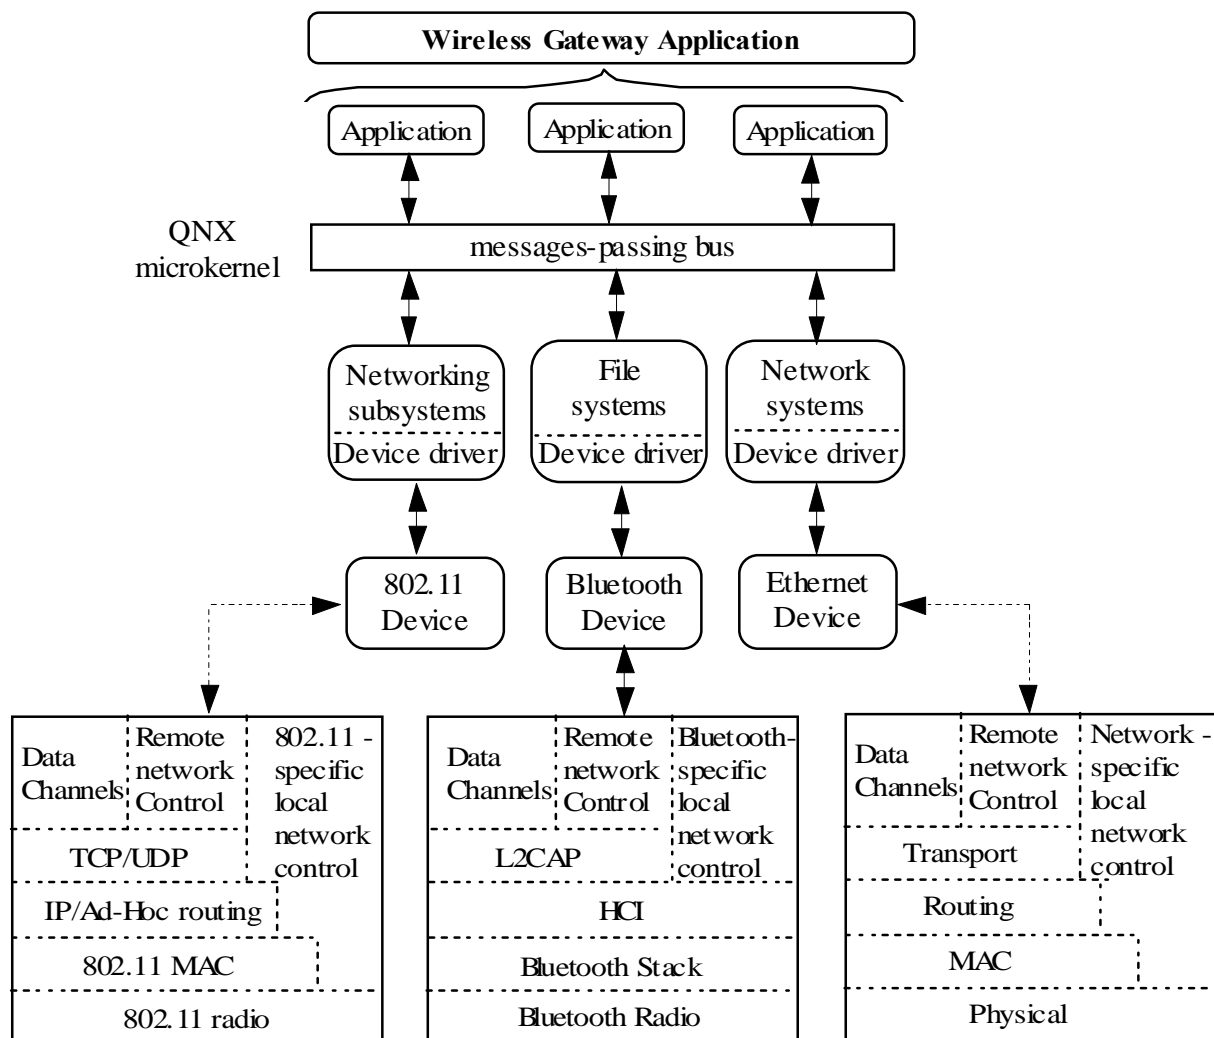 Wireless Gateway Application
Application
Application
Application
QNX
microkernel
messages-passing bus
Networking
subsystems
Device driver
File
systems
Device driver
Network
systems
Device driver
802.11
Device
Bluetooth
Device
Ethernet
Device
Data
Channels
Remote
network
Control
802.11 -
specific
local
network
control
TCP/UDP
IP/Ad-Hoc routing
802.11 MAC
802.11 radio
Data
Channels
Remote
network
Control
Bluetooth-
specific
local
network
control
L2CAP
HCI
Bluetooth Stack
Bluetooth Radio
Data
Channels
Remote
network
Control
Network -
specific
local
network
control
Transport
Routing
MAC
Physical